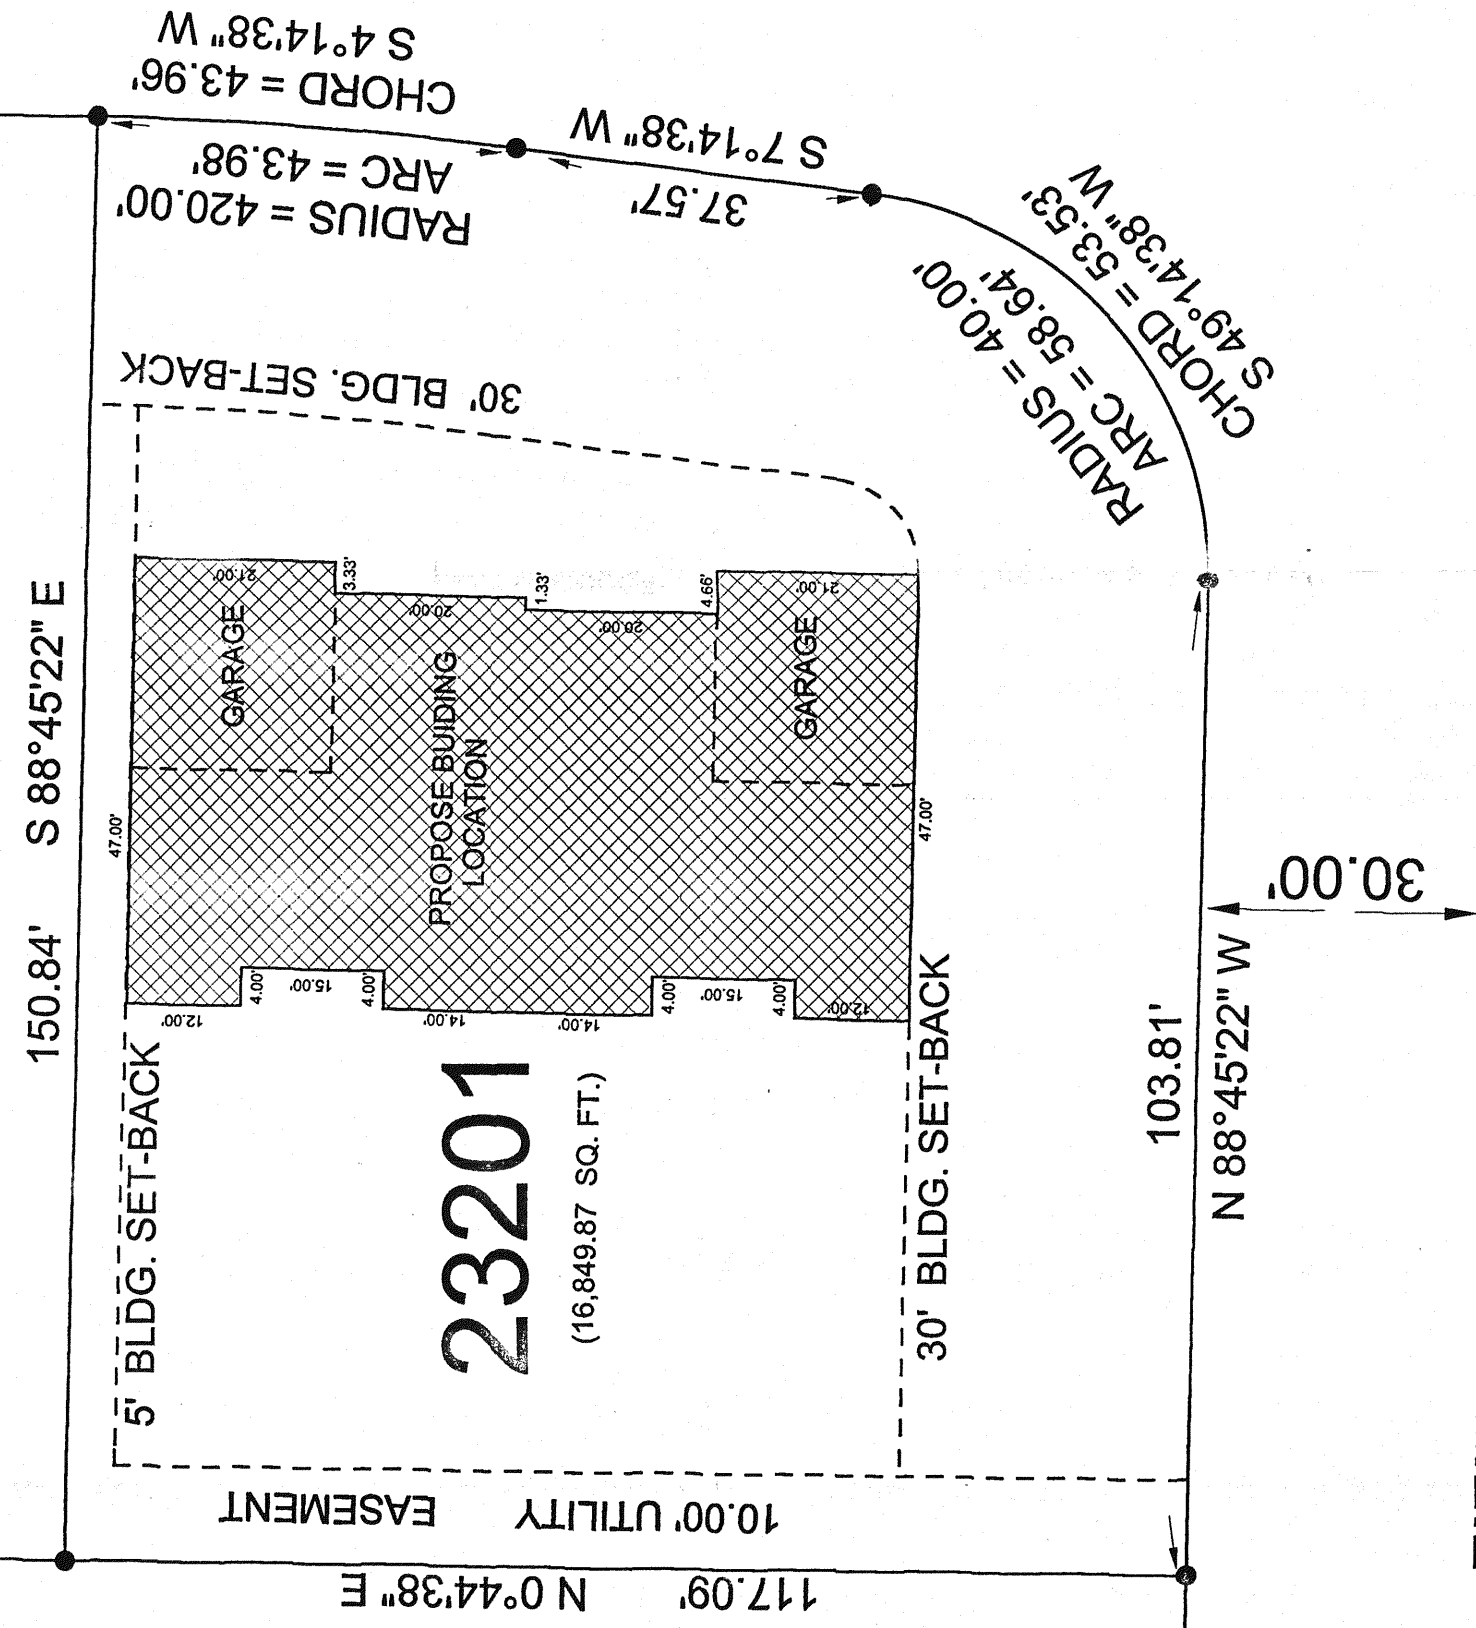 S 4°14'38" W
CHORD = 43.96'
ARC = 43.98'
RADIUS = 420.00'
S 7°14'38" W
37.57'
S 49°14'38" W
CHORD = 53.53'
ARC = 58.64'
RADIUS = 40.00'
30' BLDG. SET-BACK
150.84' S 88°45'22" E
21.00'
GARAGE
3.33'
20.00'
1.33'
20.00'
4.66'
21.00'
GARAGE
PROPOSE BUIDING
LOCATION
47.00'
47.00'
12.00'
4.00'
15.00'
4.00'
14.00'
14.00'
4.00'
15.00'
4.00'
12.00'
5' BLDG. SET-BACK
23201
(16,849.87 SQ. FT.)
30' BLDG. SET-BACK
103.81'
N 88°45'22" W
30.00'
10.00' UTILITY EASEMENT
117.09' N 0°44'38" E